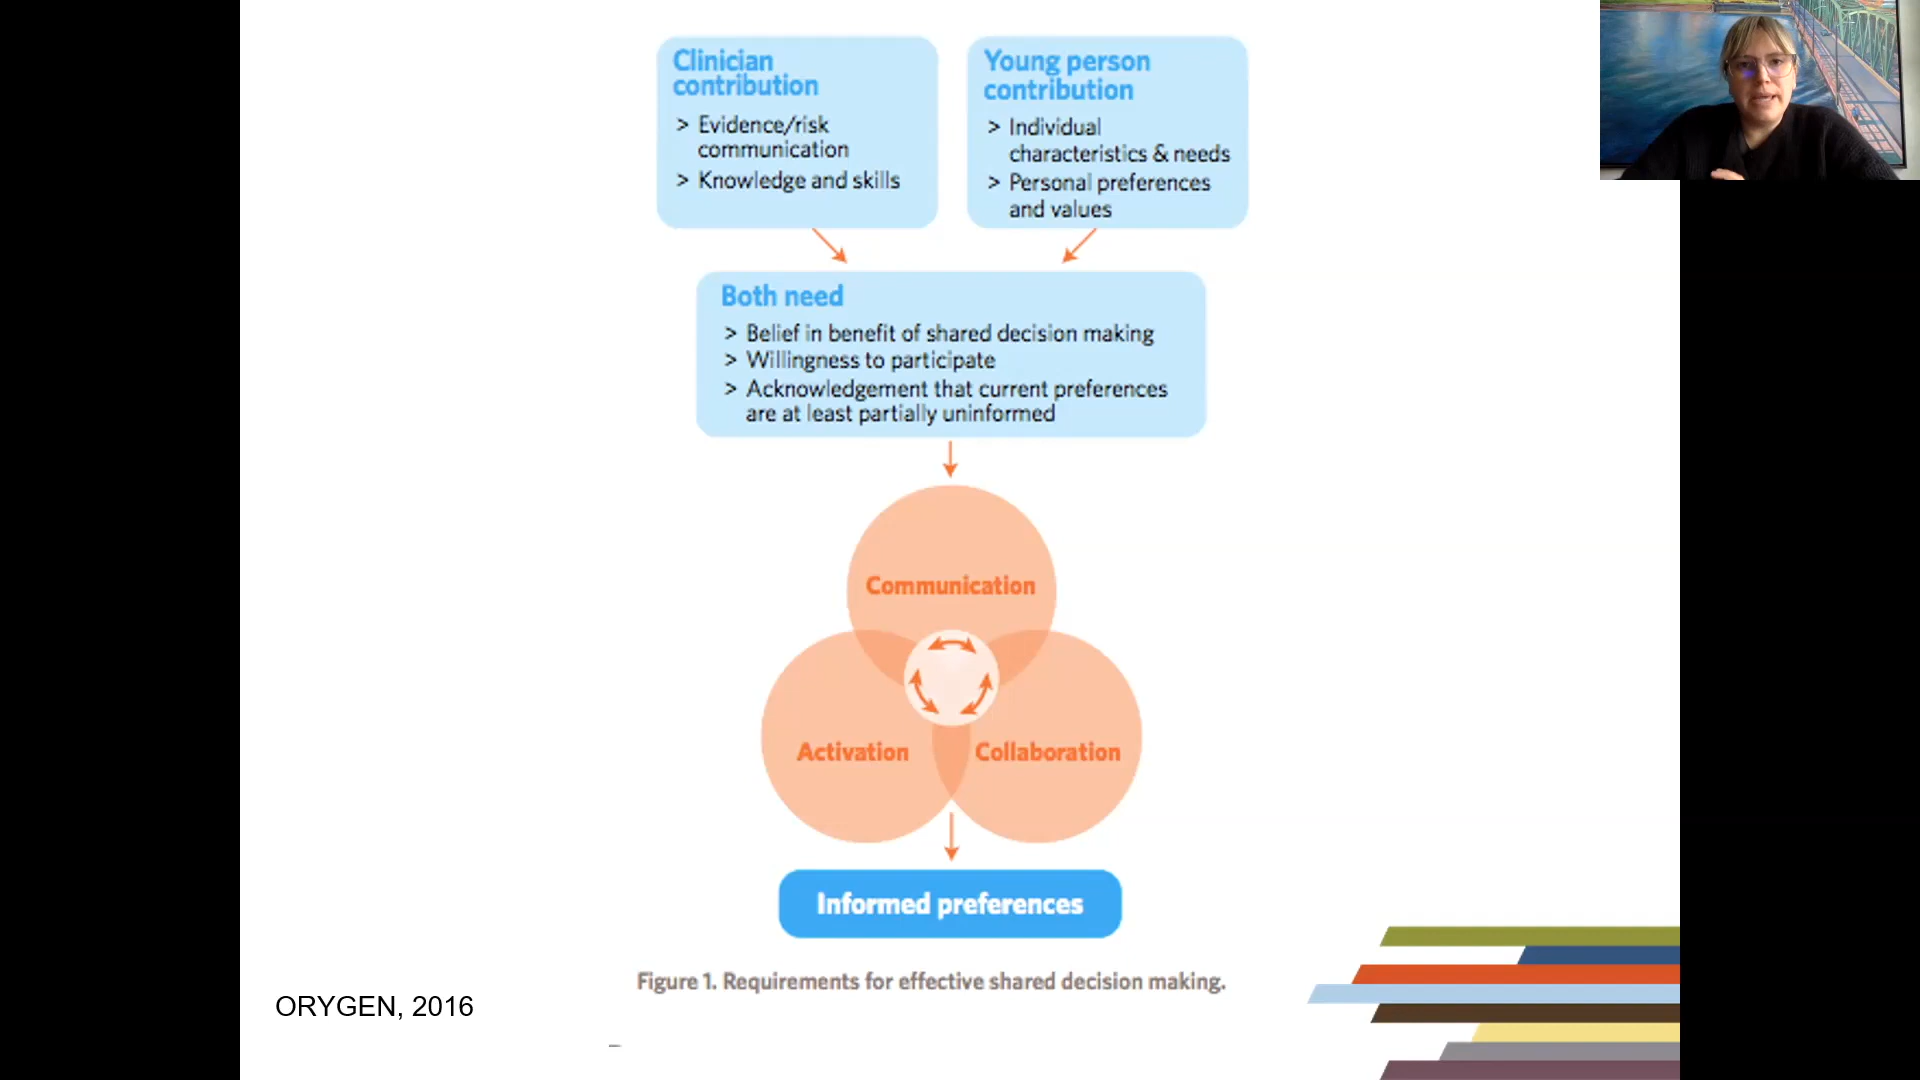 Clinician
contribution
> Evidence/risk
communication
> Knowledge and skills
Young person
contribution
> Individual
characteristics & needs
> Personal preferences
and values
Both need
> Belief in benefit of shared decision making
> Willingness to participate
> Acknowledgement that current preferences
are at least partially uninformed
Communication
Activation
Collaboration
Informed preferences
Figure 1. Requirements for effective shared decision making.
ORYGEN, 2016